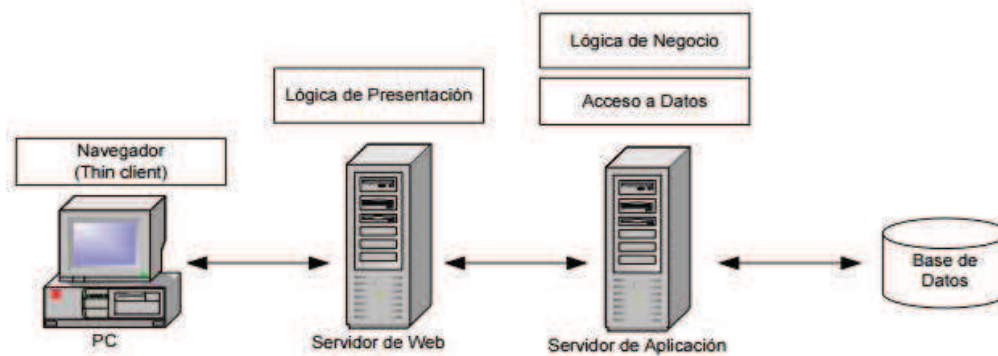 Lógica de Negocio
Lógica de Presentación
Acceso a Datos
Navegador
(Thin client)
Base de
Datos
PC
Servidor de Web
Servidor de Aplicación